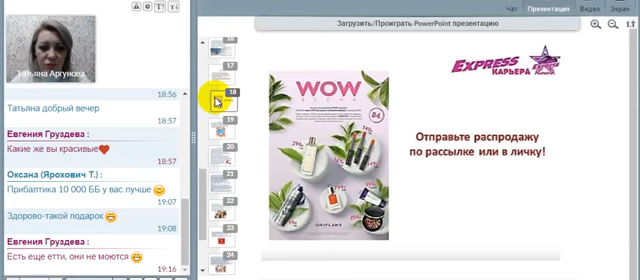 Чат
Презентация
Видео
Экран
Загрузить/Проиграть PowerPoint презентацию
Татьяна Аргунова
18:56
Татьяна добрый вечер
18:57
Евгения Груздева :
Какие же вы красивые
18:57
Оксана (Ярохович Т.) :
Прибалтика 10 000 ББ у вас лучше
19:07
Здорово-такой подарок
19:08
Евгения Груздева :
Есть еще етти, они не моются
19:16
16
17
18
19
20
21
22
23
24
WOW
ORIFLAME
EXPRESS
КАРЬЕРА
Отправьте распродажу
по рассылке или в личку!